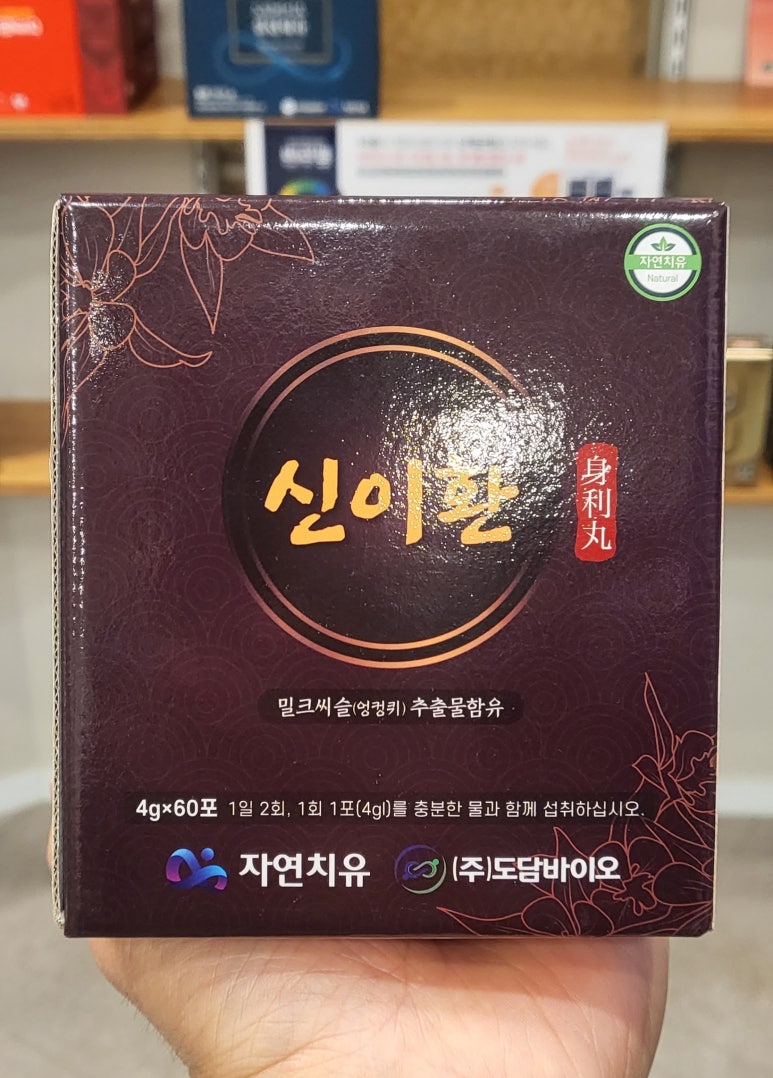 자연치유
Natural
신이환
身利丸
밀크씨슬(엉컹퀴) 추출물함유
4g×60포 1일 2회, 1회 1포(4gl)를 충분한 물과 함께 섭취하십시오.
자연치유 (주)도담바이오